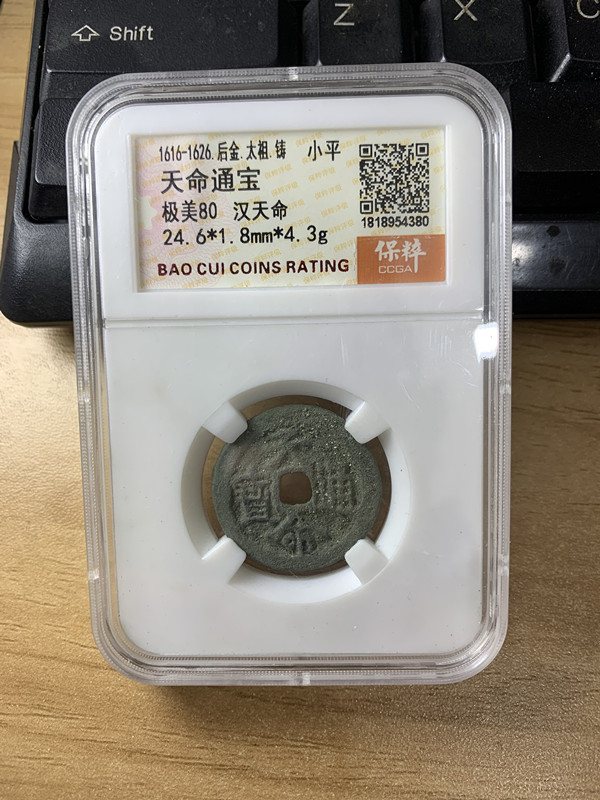 Shift
Z
X
C
1616-1626.后金.太祖.铸 小平
天命通宝
极美80 汉天命
24.6*1.8mm*4.3g
1818954380
BAO CUI COINS RATING
保粹
CCGA
天命通寳